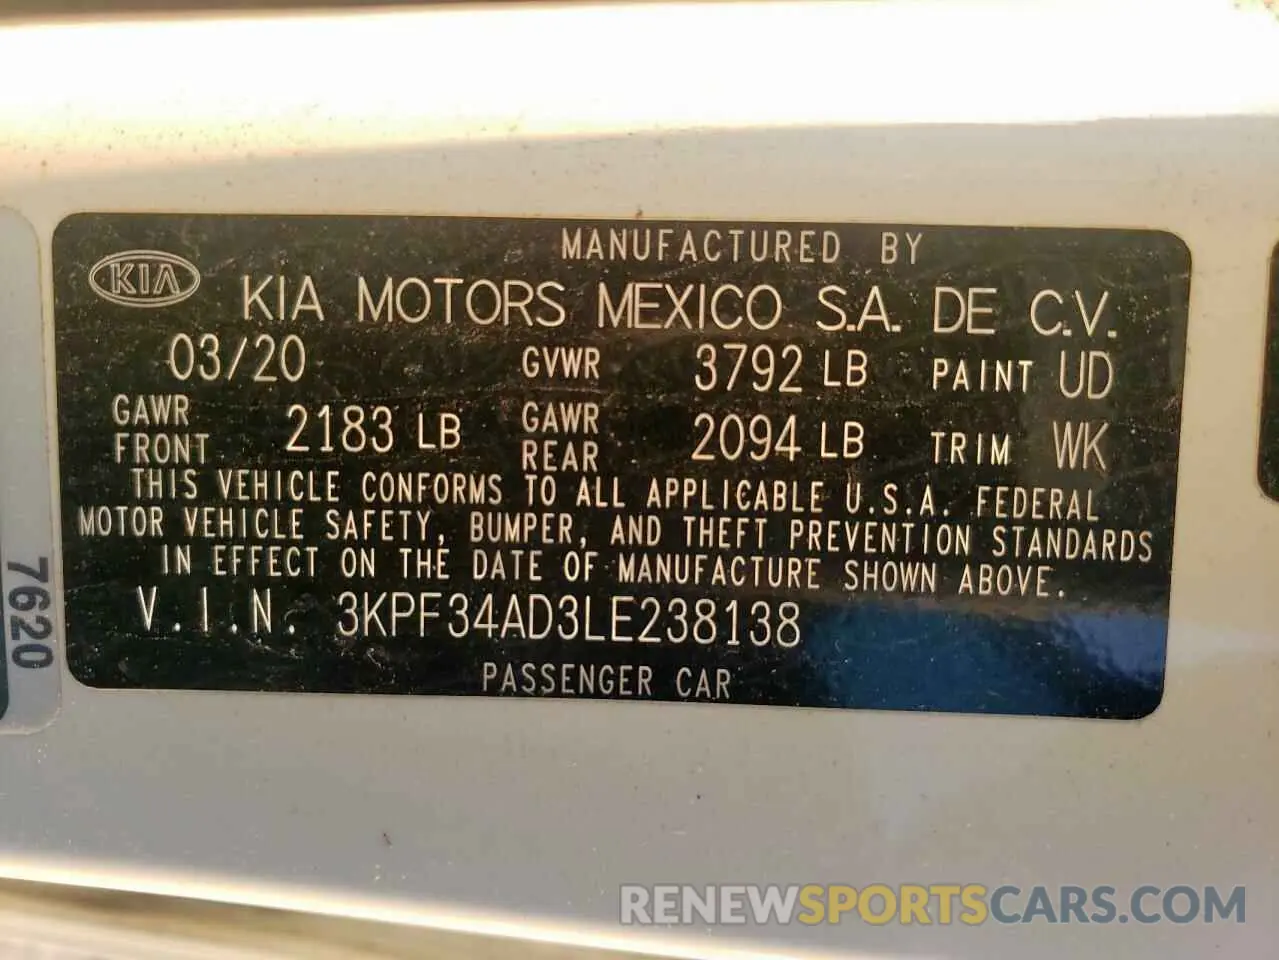 MANUFACTURED BY
KIA KIA MOTORS MEXICO S.A. DE C.V.
03/20 GVWR 3792 LB PAINT UD
GAWR FRONT 2183 LB GAWR REAR 2094 LB TRIM WK
THIS VEHICLE CONFORMS TO ALL APPLICABLE U.S.A. FEDERAL
MOTOR VEHICLE SAFETY, BUMPER, AND THEFT PREVENTION STANDARDS
IN EFFECT ON THE DATE OF MANUFACTURE SHOWN ABOVE.
V.I.N. 3KPF34AD3LE238138
PASSENGER CAR
7620
RENEWSPORTSCARS.COM